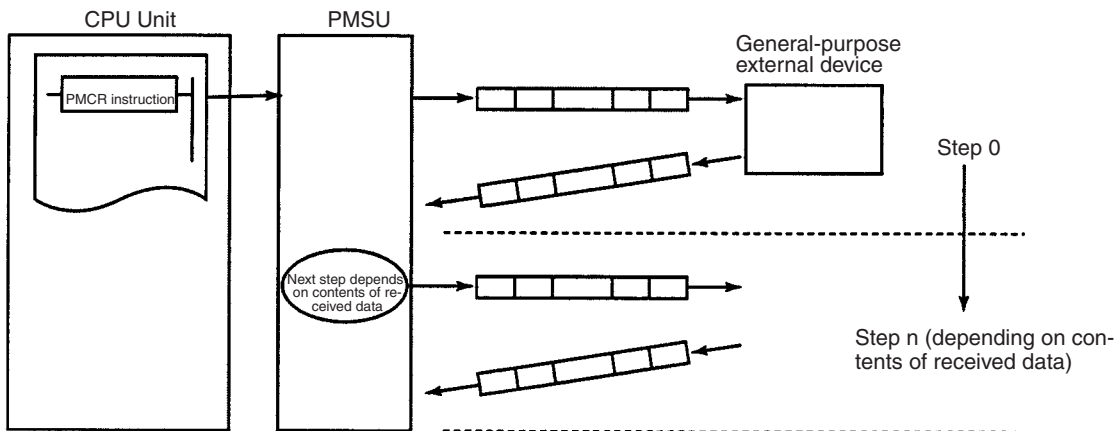 CPU Unit
PMSU
General-purpose
external device
PMCR instruction
Step 0
Next step depends
on contents of re-
ceived data
Step n (depending on con-
tents of received data)